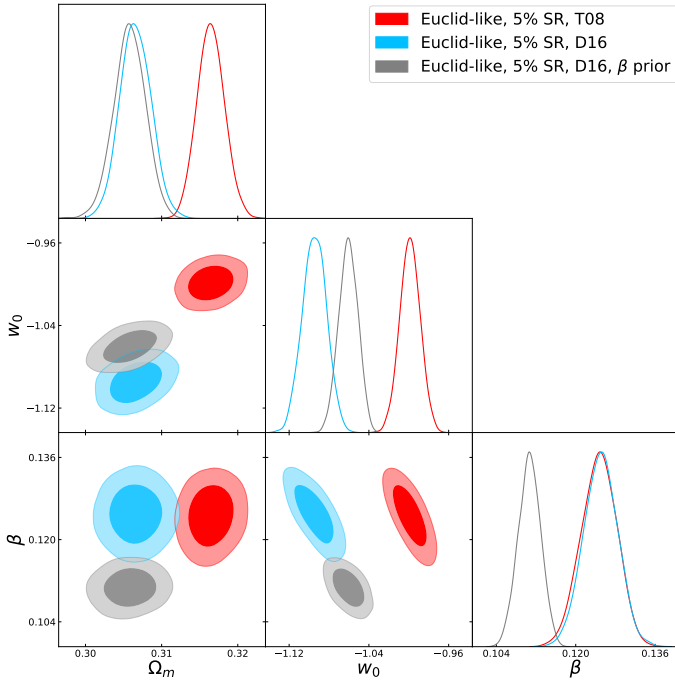 Euclid-like, 5% SR, T08
Euclid-like, 5% SR, D16
Euclid-like, 5% SR, D16, β prior
−0.96
−1.04
−1.12
w₀
0.136
0.120
0.104
β
0.30 0.31 0.32
Ωₘ
−1.12 −1.04 −0.96
w₀
0.104 0.120 0.136
β